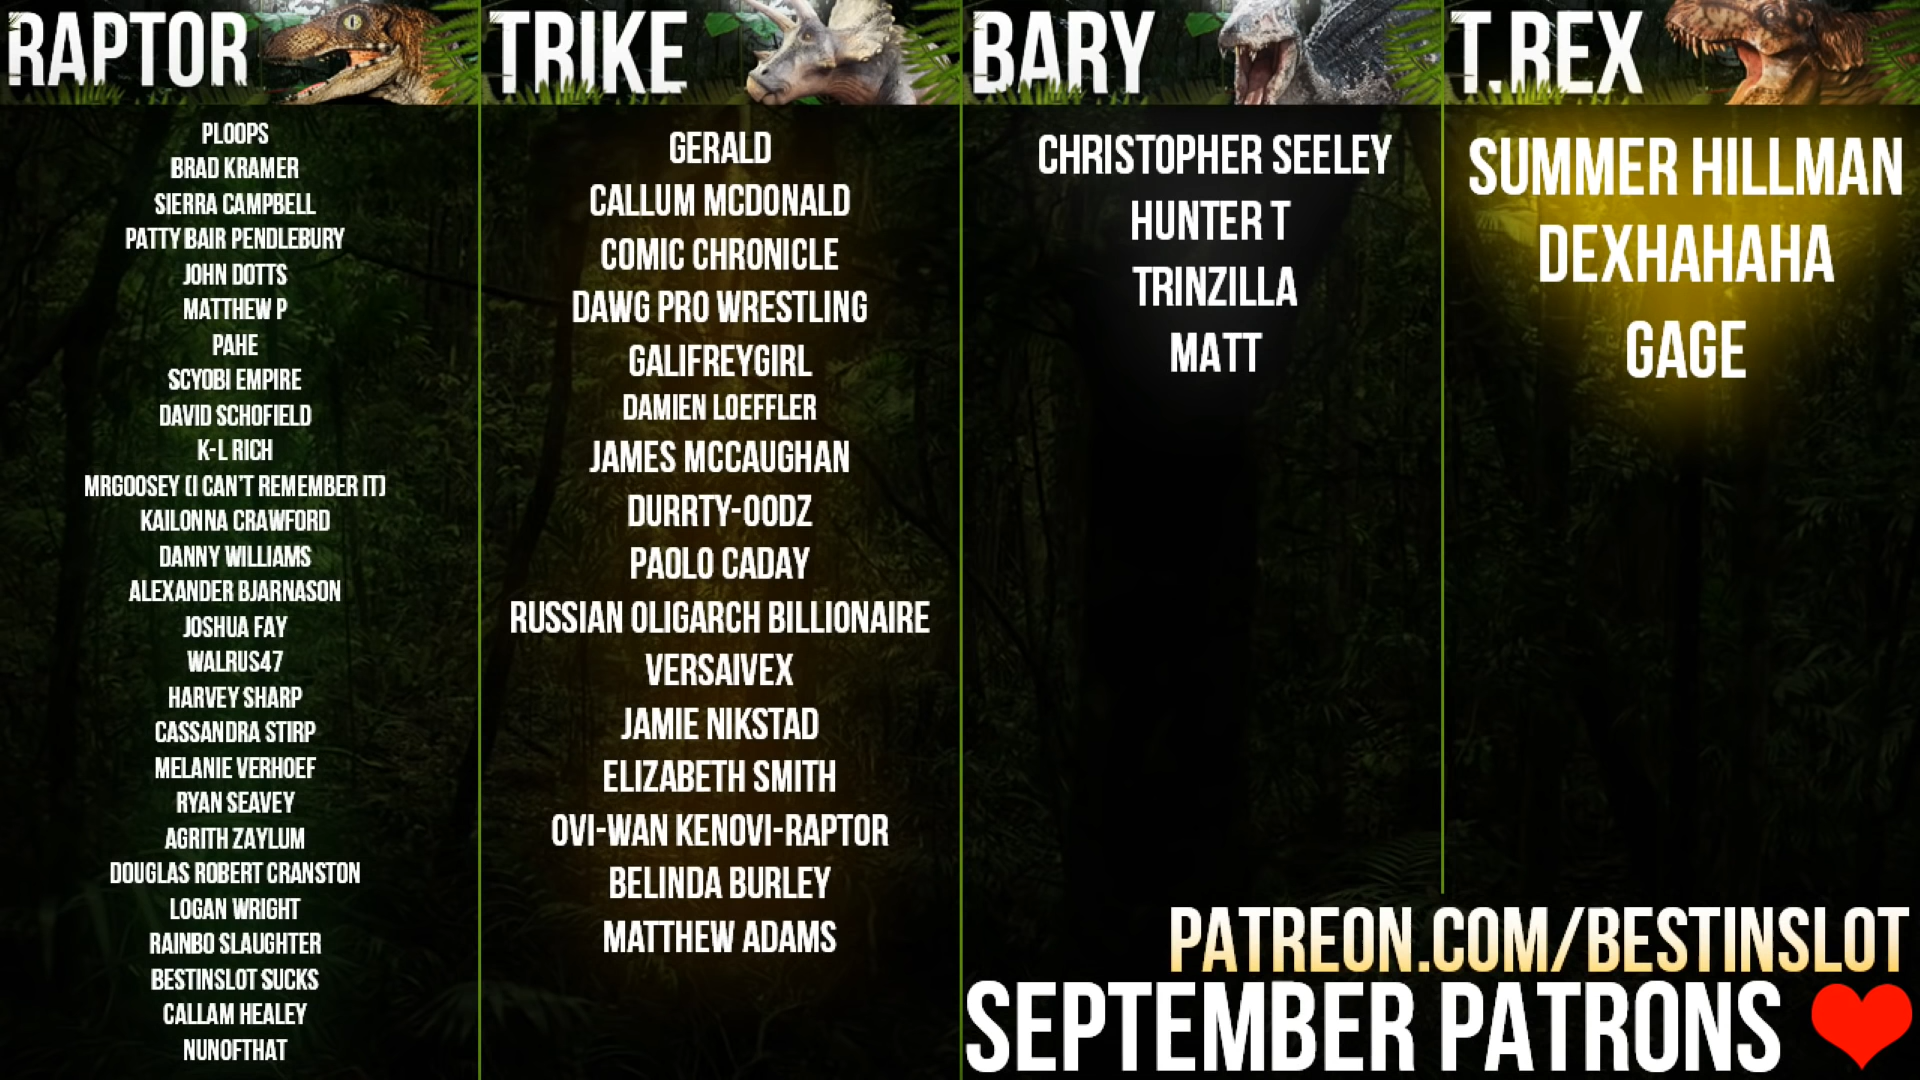 RAPTOR
PLOOPS
BRAD KRAMER
SIERRA CAMPBELL
PATTY BAIR PENDLEBURY
JOHN DOTTS
MATTHEW P
PAHE
SCYOBI EMPIRE
DAVID SCHOFIELD
K-L RICH
MRGOOSEY (I CAN'T REMEMBER IT)
KAILONNA CRAWFORD
DANNY WILLIAMS
ALEXANDER BJARNASON
JOSHUA FAY
WALRUS47
HARVEY SHARP
CASSANDRA STIRP
MELANIE VERHOEF
RYAN SEAVEY
AGRITH ZAYLUM
DOUGLAS ROBERT CRANSTON
LOGAN WRIGHT
RAINBO SLAUGHTER
BESTINSLOT SUCKS
CALLAM HEALEY
NUNOFTHAT
TRIKE
GERALD
CALLUM MCDONALD
COMIC CHRONICLE
DAWG PRO WRESTLING
GALIFREYGIRL
DAMIEN LOEFFLER
JAMES MCCAUGHAN
DURRTY-OODZ
PAOLO CADAY
RUSSIAN OLIGARCH BILLIONAIRE
VERSAIVEX
JAMIE NIKSTAD
ELIZABETH SMITH
OVI-WAN KENOVI-RAPTOR
BELINDA BURLEY
MATTHEW ADAMS
BARY
CHRISTOPHER SEELEY
HUNTER T
TRINZILLA
MATT
T.REX
SUMMER HILLMAN
DEXHAHAHA
GAGE
PATREON.COM/BESTINSLOT
SEPTEMBER PATRONS